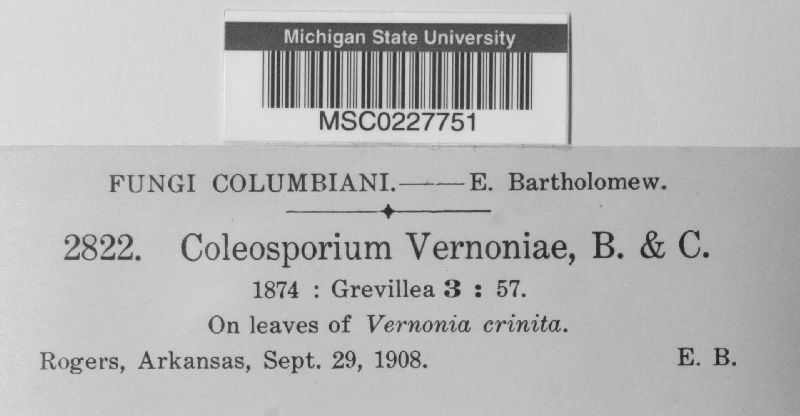 Michigan State University
MSC0227751
FUNGI COLUMBIANI.——E. Bartholomew.
2822. Coleosporium Vernoniae, B. & C.
1874 : Grevillea 3 : 57.
On leaves of Vernonia crinita.
Rogers, Arkansas, Sept. 29, 1908. E. B.